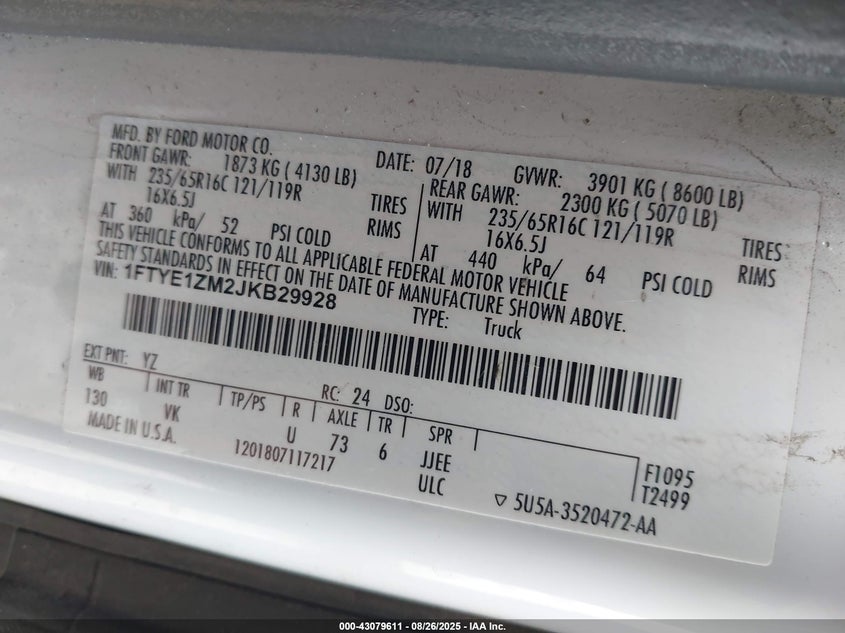 MFD. BY FORD MOTOR CO.
DATE: 07/18 GVWR: 3901 KG ( 8600 LB)
FRONT GAWR: 1873 KG ( 4130 LB)
WITH 235/65R16C 121/119R TIRES
16X6.5J RIMS
AT 360 kPa/ 52 PSI COLD
REAR GAWR: 2300 KG ( 5070 LB)
WITH 235/65R16C 121/119R TIRES
16X6.5J RIMS
AT 440 kPa/ 64 PSI COLD
THIS VEHICLE CONFORMS TO ALL APPLICABLE FEDERAL MOTOR VEHICLE
SAFETY STANDARDS IN EFFECT ON THE DATE OF MANUFACTURE SHOWN ABOVE.
VIN: 1FTYE1ZM2JKB29928
TYPE: Truck
EXT PNT: YZ RC: 24 DSO:
WB INT TR TP/PS R AXLE TR SPR
130 VK U 73 6 JJEE
MADE IN U.S.A. 1201807117217 ULC
F1095
T2499
▽ 5U5A-3520472-AA
000-43079611 - 08/26/2025 - IAA Inc.